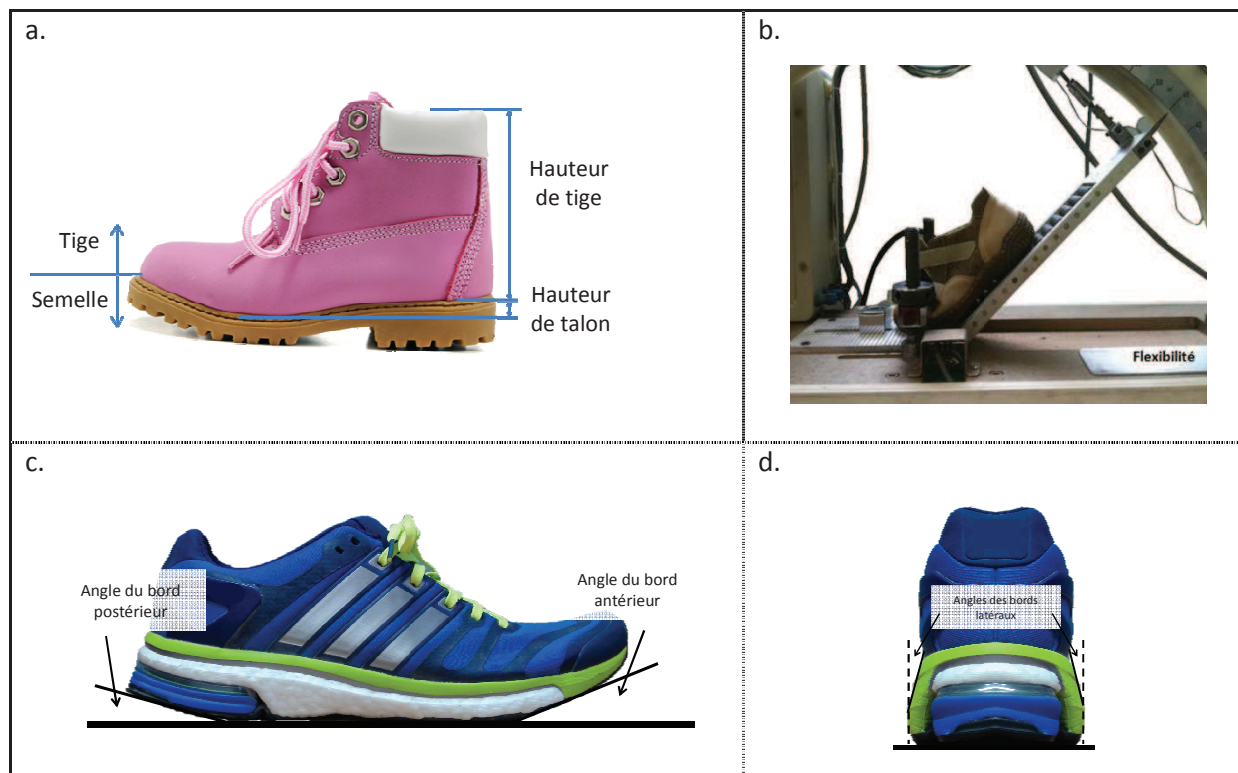 a.
Hauteur
de tige
Tige
Semelle
Hauteur
de talon
b.
Flexibilité
c.
Angle du bord
postérieur
Angle du bord
antérieur
d.
Angles des bords
latéraux